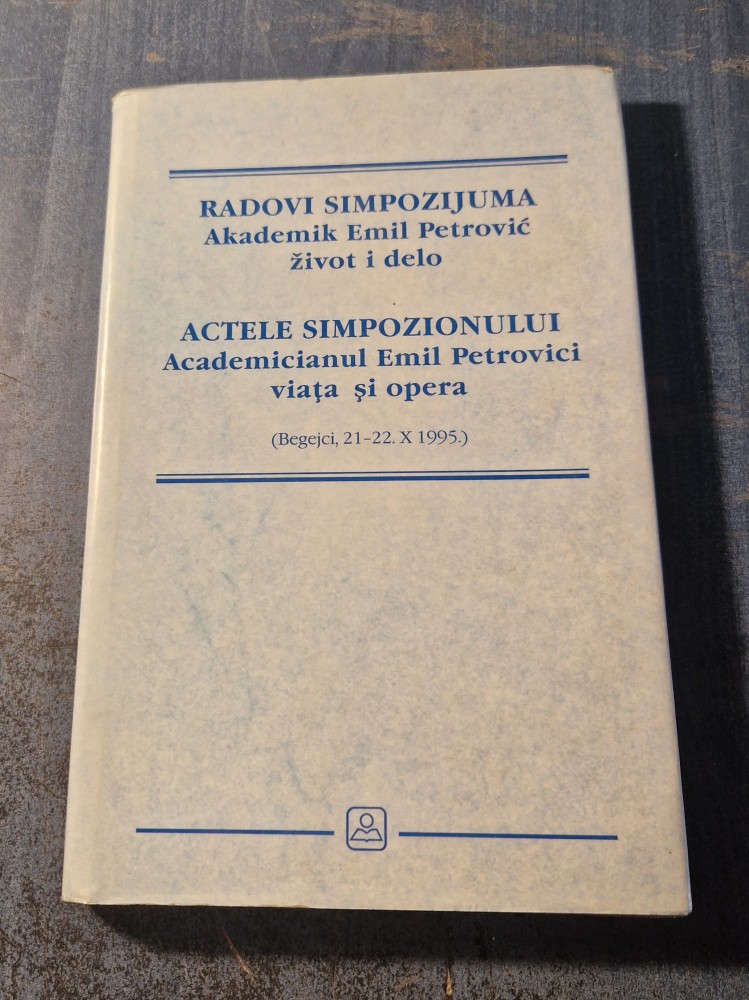 RADOVI SIMPOZIJUMA
Akademik Emil Petrović
život i delo
ACTELE SIMPOZIONULUI
Academicianul Emil Petrovici
viaţa şi opera
(Begejci, 21-22. X 1995.)